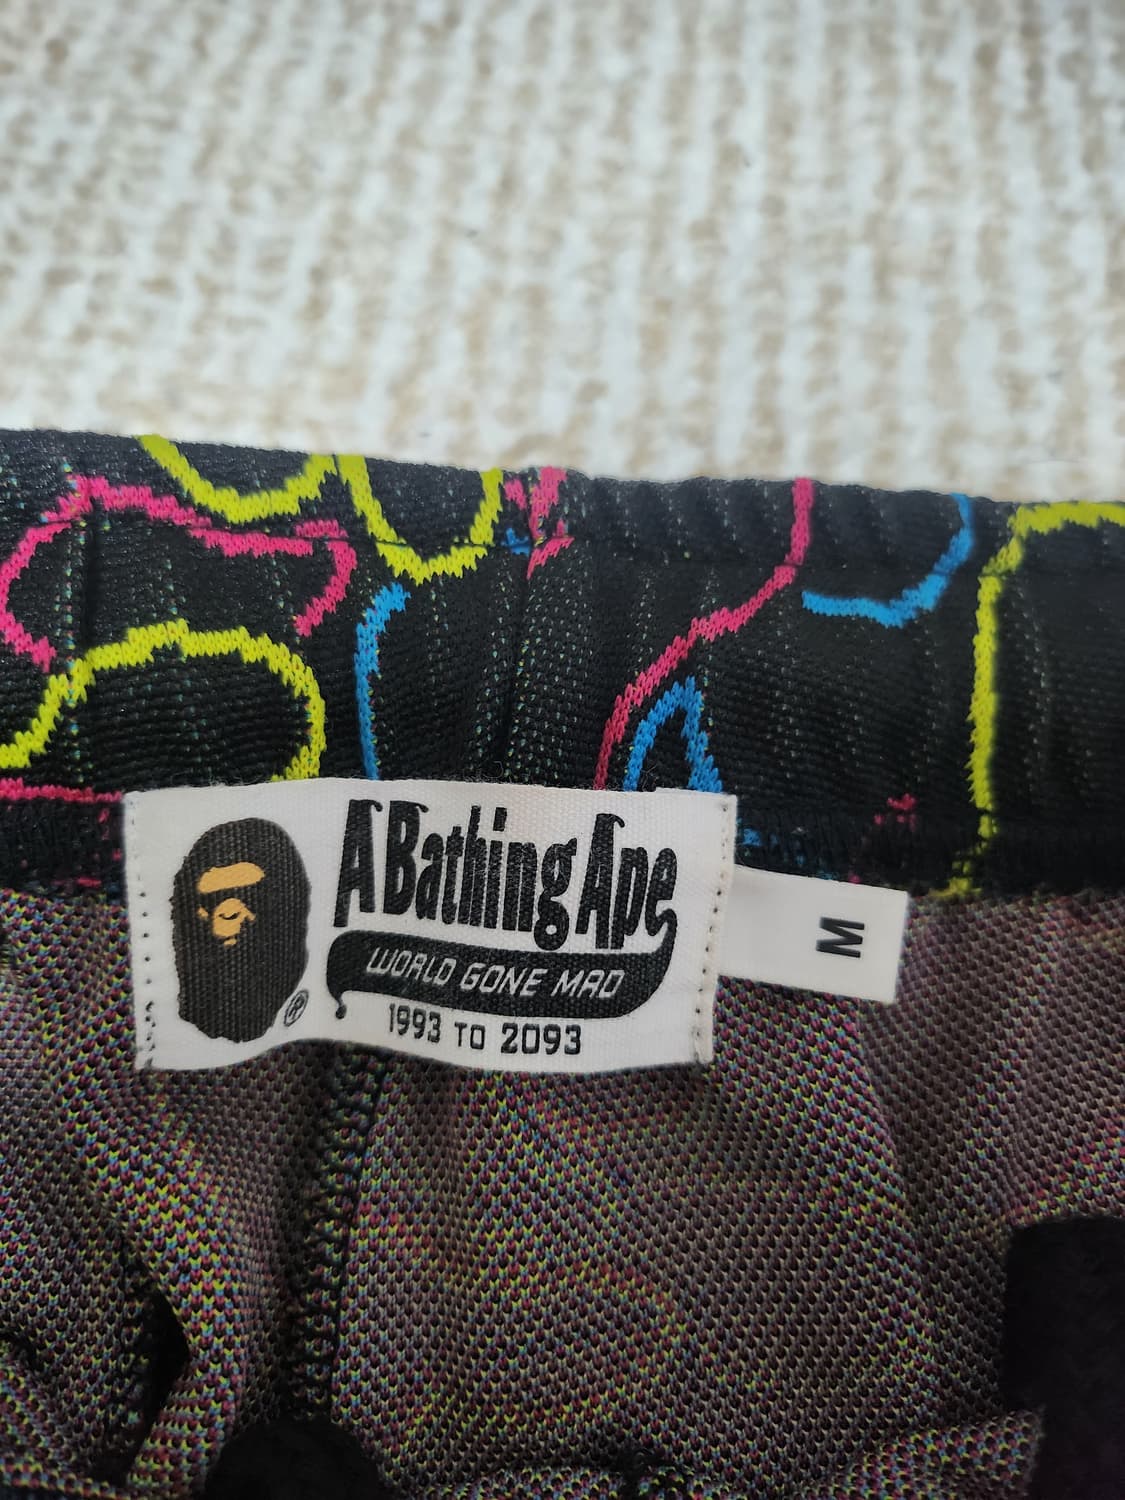 A Bathing Ape
WORLD GONE MAD
1993 TO 2093
®
M